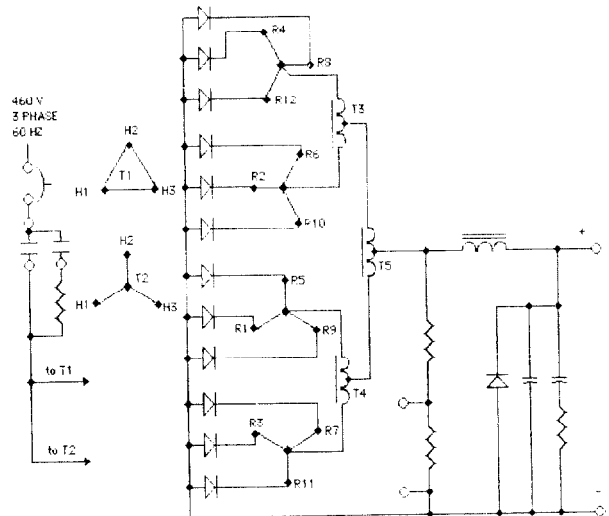 R4
R8
460 V
3 PHASE
60 HZ
R12
T3
H2
R6
T1
R2
H1
H3
R10
+
H2
T5
T2
R5
H1
H3
R1
R9
to T1
T4
R3
R7
to T2
R11
-